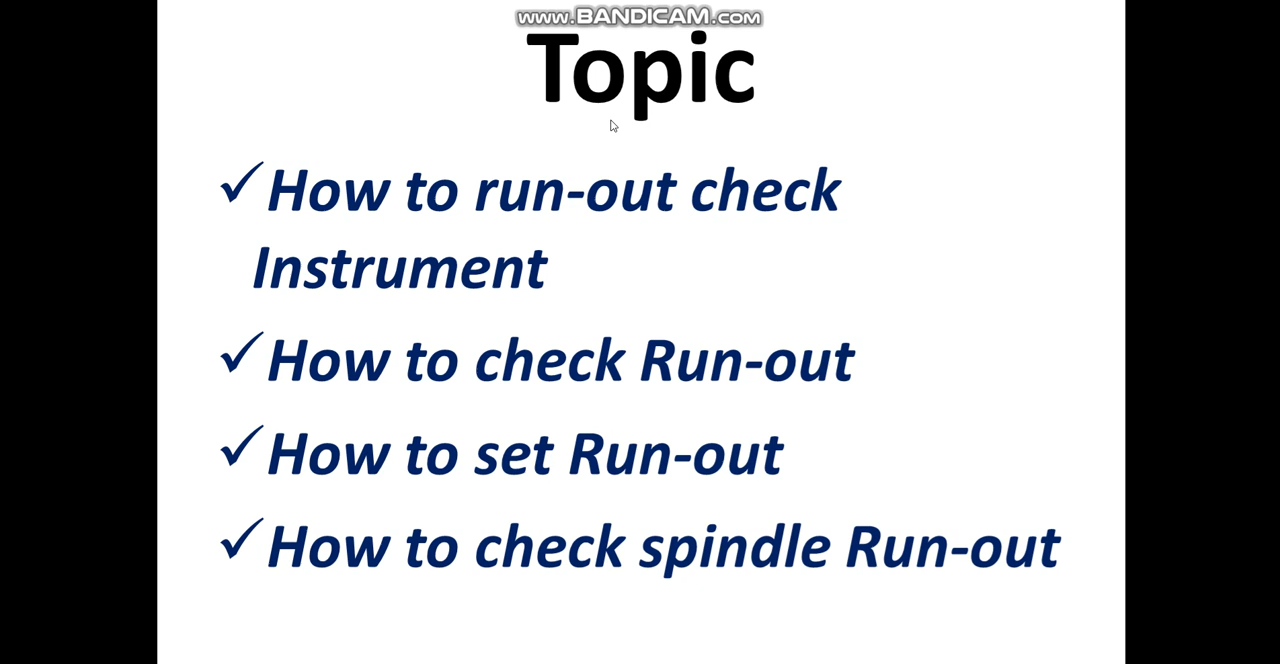 www.BANDICAM.com
Topic
✓How to run-out check
Instrument
✓How to check Run-out
✓How to set Run-out
✓How to check spindle Run-out